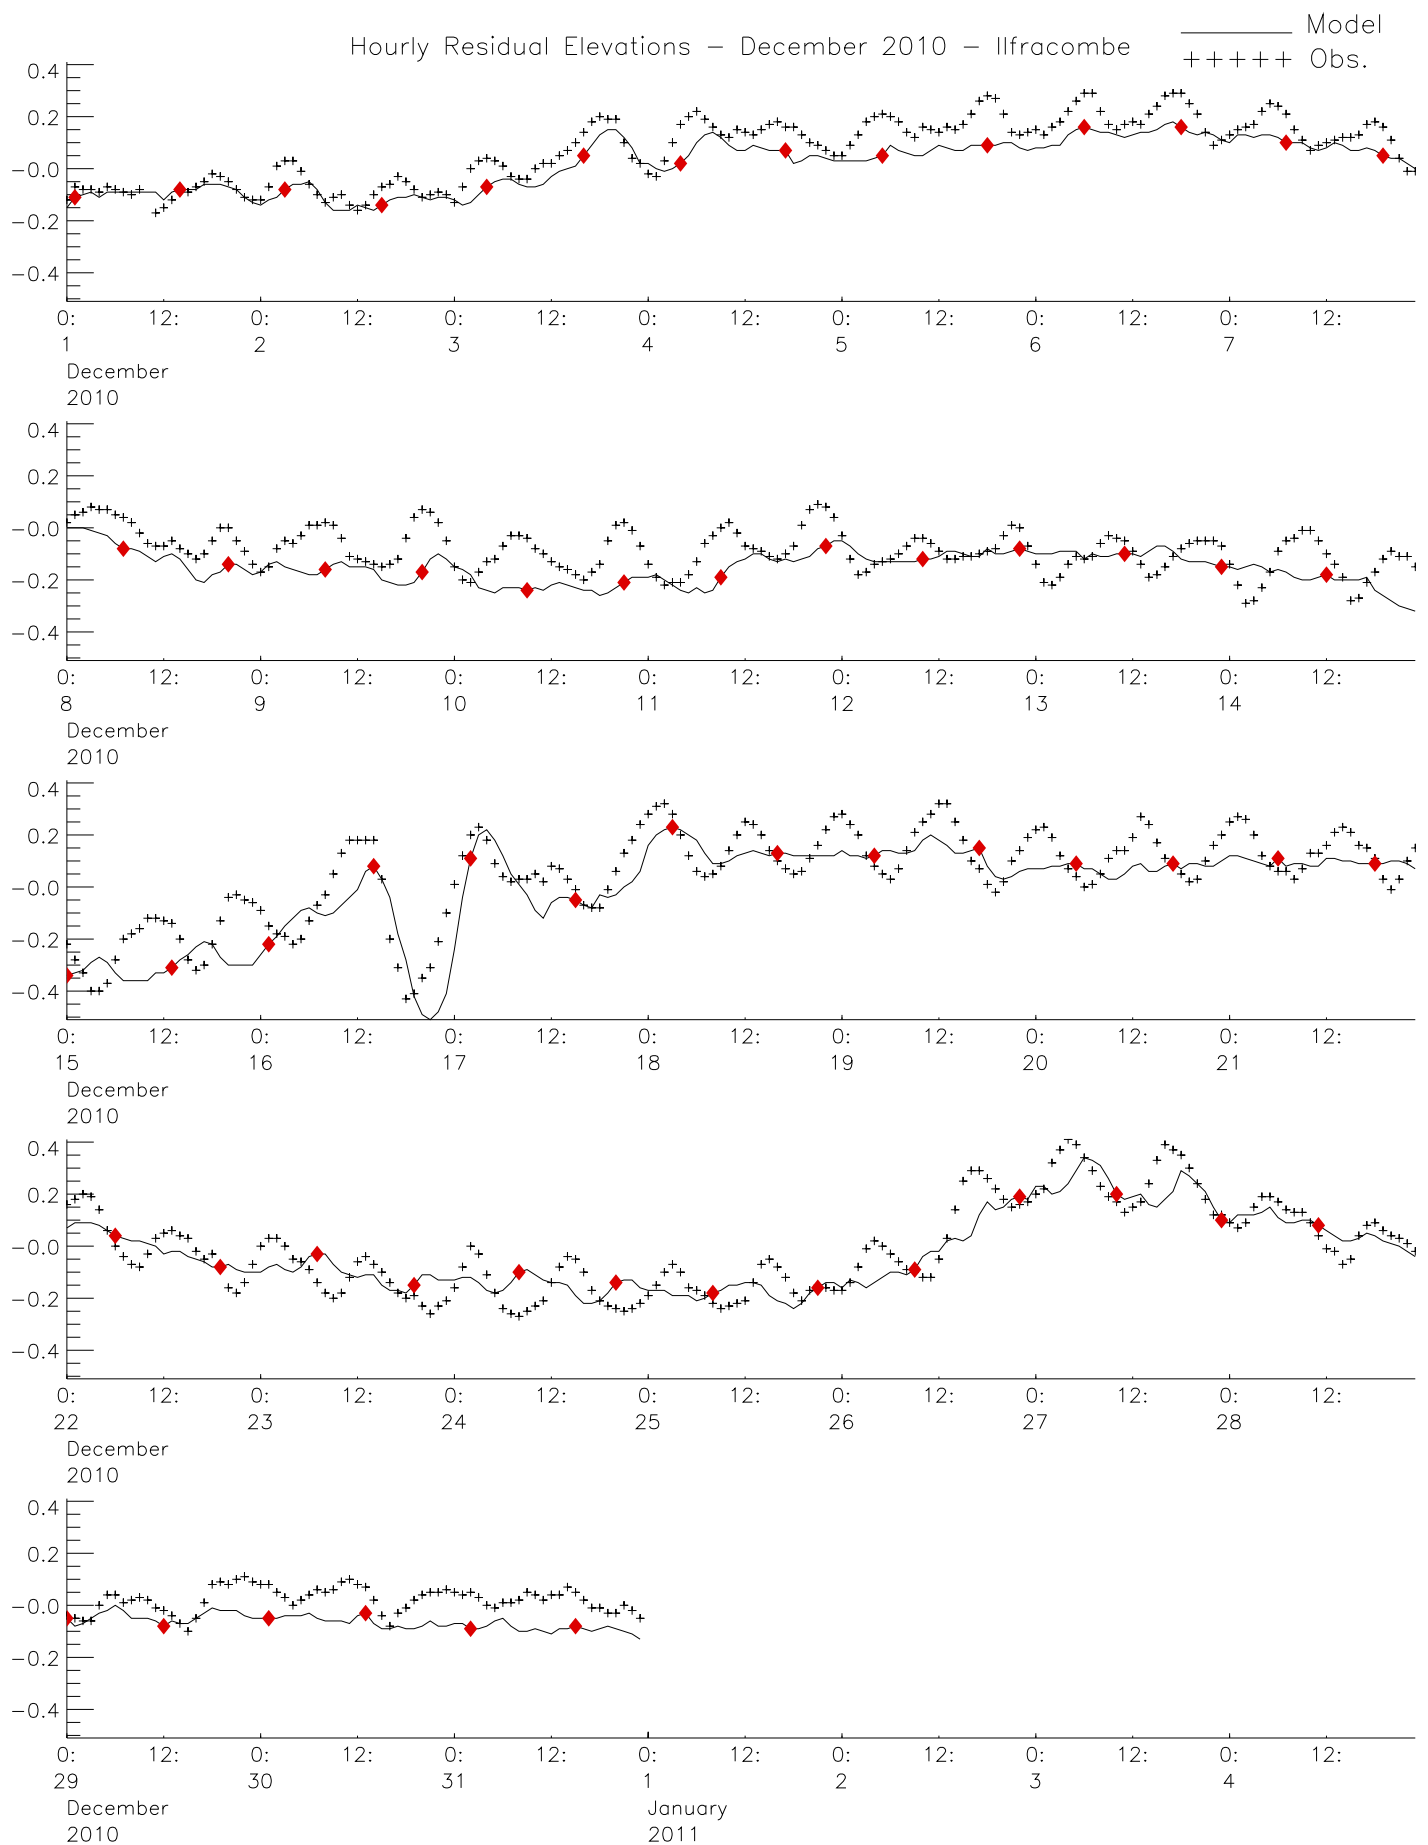 Hourly Residual Elevations − December 2010 − Ilfracombe
Model
+++++ Obs.
0.4
0.2
−0.0
−0.2
−0.4
0: 12: 0: 12: 0: 12: 0: 12: 0: 12: 0: 12: 0: 12:
1 2 3 4 5 6 7
December
2010
0.4
0.2
−0.0
−0.2
−0.4
0: 12: 0: 12: 0: 12: 0: 12: 0: 12: 0: 12: 0: 12:
8 9 10 11 12 13 14
December
2010
0.4
0.2
−0.0
−0.2
−0.4
0: 12: 0: 12: 0: 12: 0: 12: 0: 12: 0: 12: 0: 12:
15 16 17 18 19 20 21
December
2010
0.4
0.2
−0.0
−0.2
−0.4
0: 12: 0: 12: 0: 12: 0: 12: 0: 12: 0: 12: 0: 12:
22 23 24 25 26 27 28
December
2010
0.4
0.2
−0.0
−0.2
−0.4
0: 12: 0: 12: 0: 12: 0: 12: 0: 12: 0: 12: 0: 12:
29 30 31 1 2 3 4
December January
2010 2011